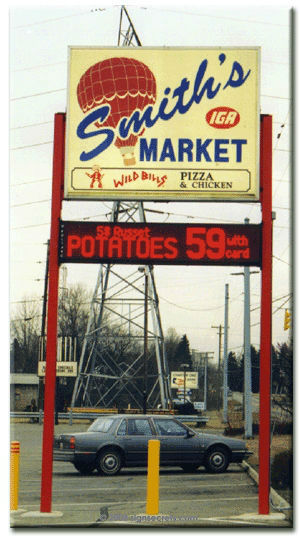 Smith's
IGA
MARKET
WILD BILL'S
PIZZA
& CHICKEN
5# Russet
POTATOES 59 with
card